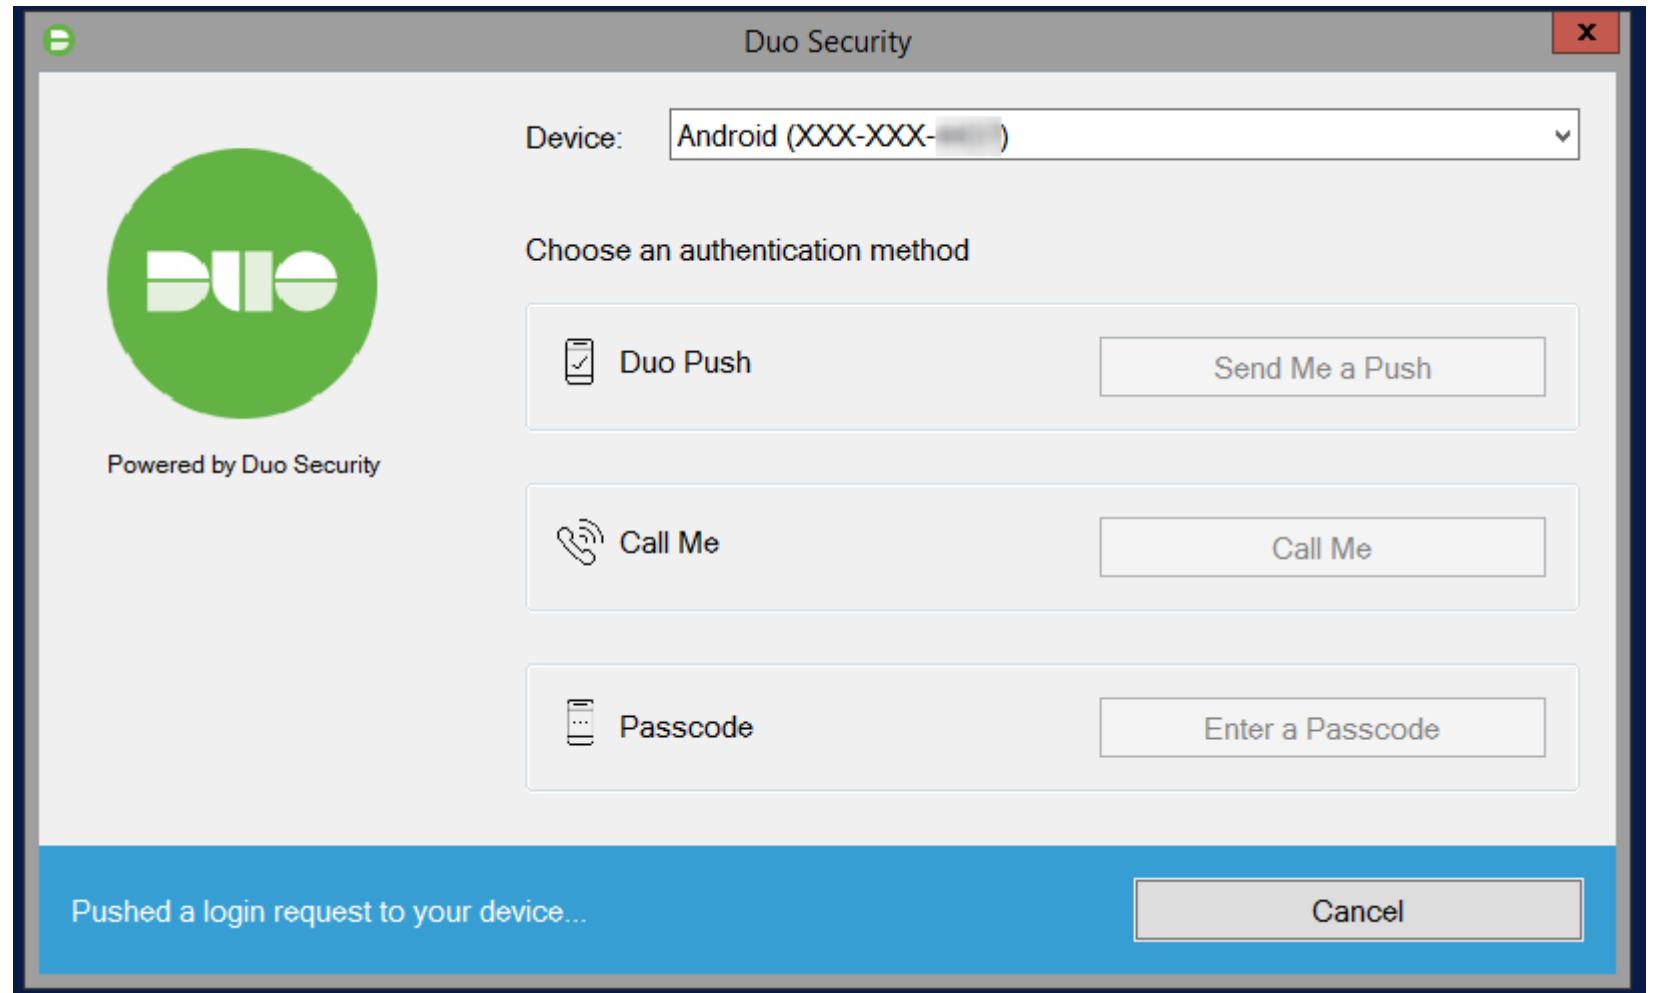 Duo Security
Device: Android (XXX-XXX- )
DUO
Choose an authentication method
Duo Push Send Me a Push
Powered by Duo Security
Call Me Call Me
Passcode Enter a Passcode
Pushed a login request to your device... Cancel